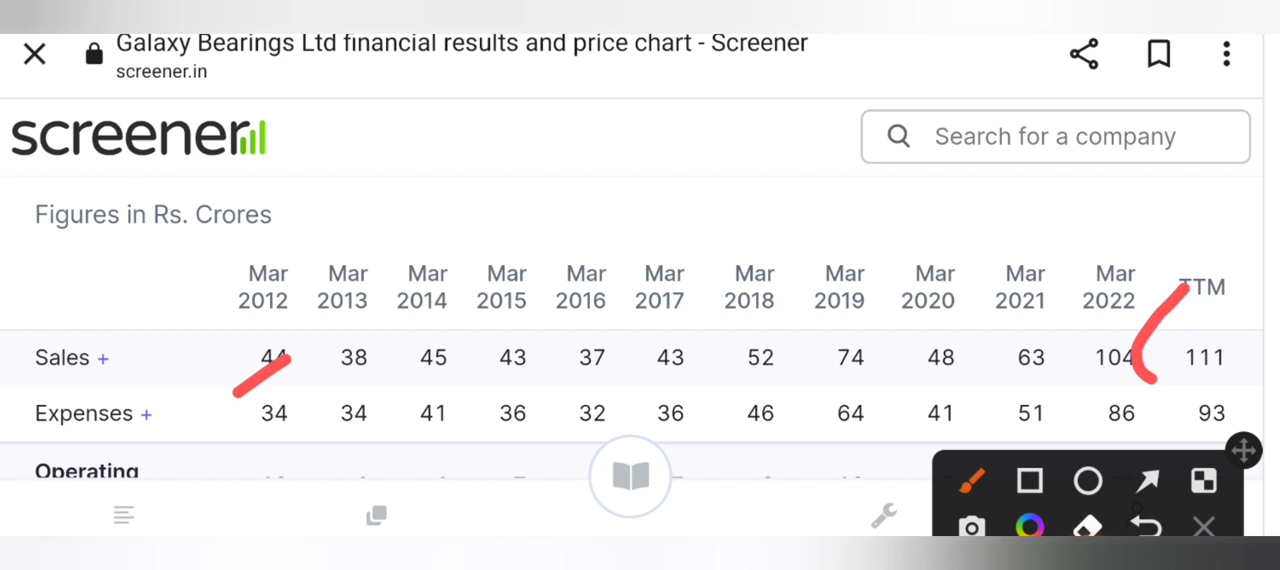 Galaxy Bearings Ltd financial results and price chart - Screener
screener.in
screener
Search for a company
Figures in Rs. Crores
Mar 2012 Mar 2013 Mar 2014 Mar 2015 Mar 2016 Mar 2017 Mar 2018 Mar 2019 Mar 2020 Mar 2021 Mar 2022 TTM
Sales + 44 38 45 43 37 43 52 74 48 63 104 111
Expenses + 34 34 41 36 32 36 46 64 41 51 86 93
Operating